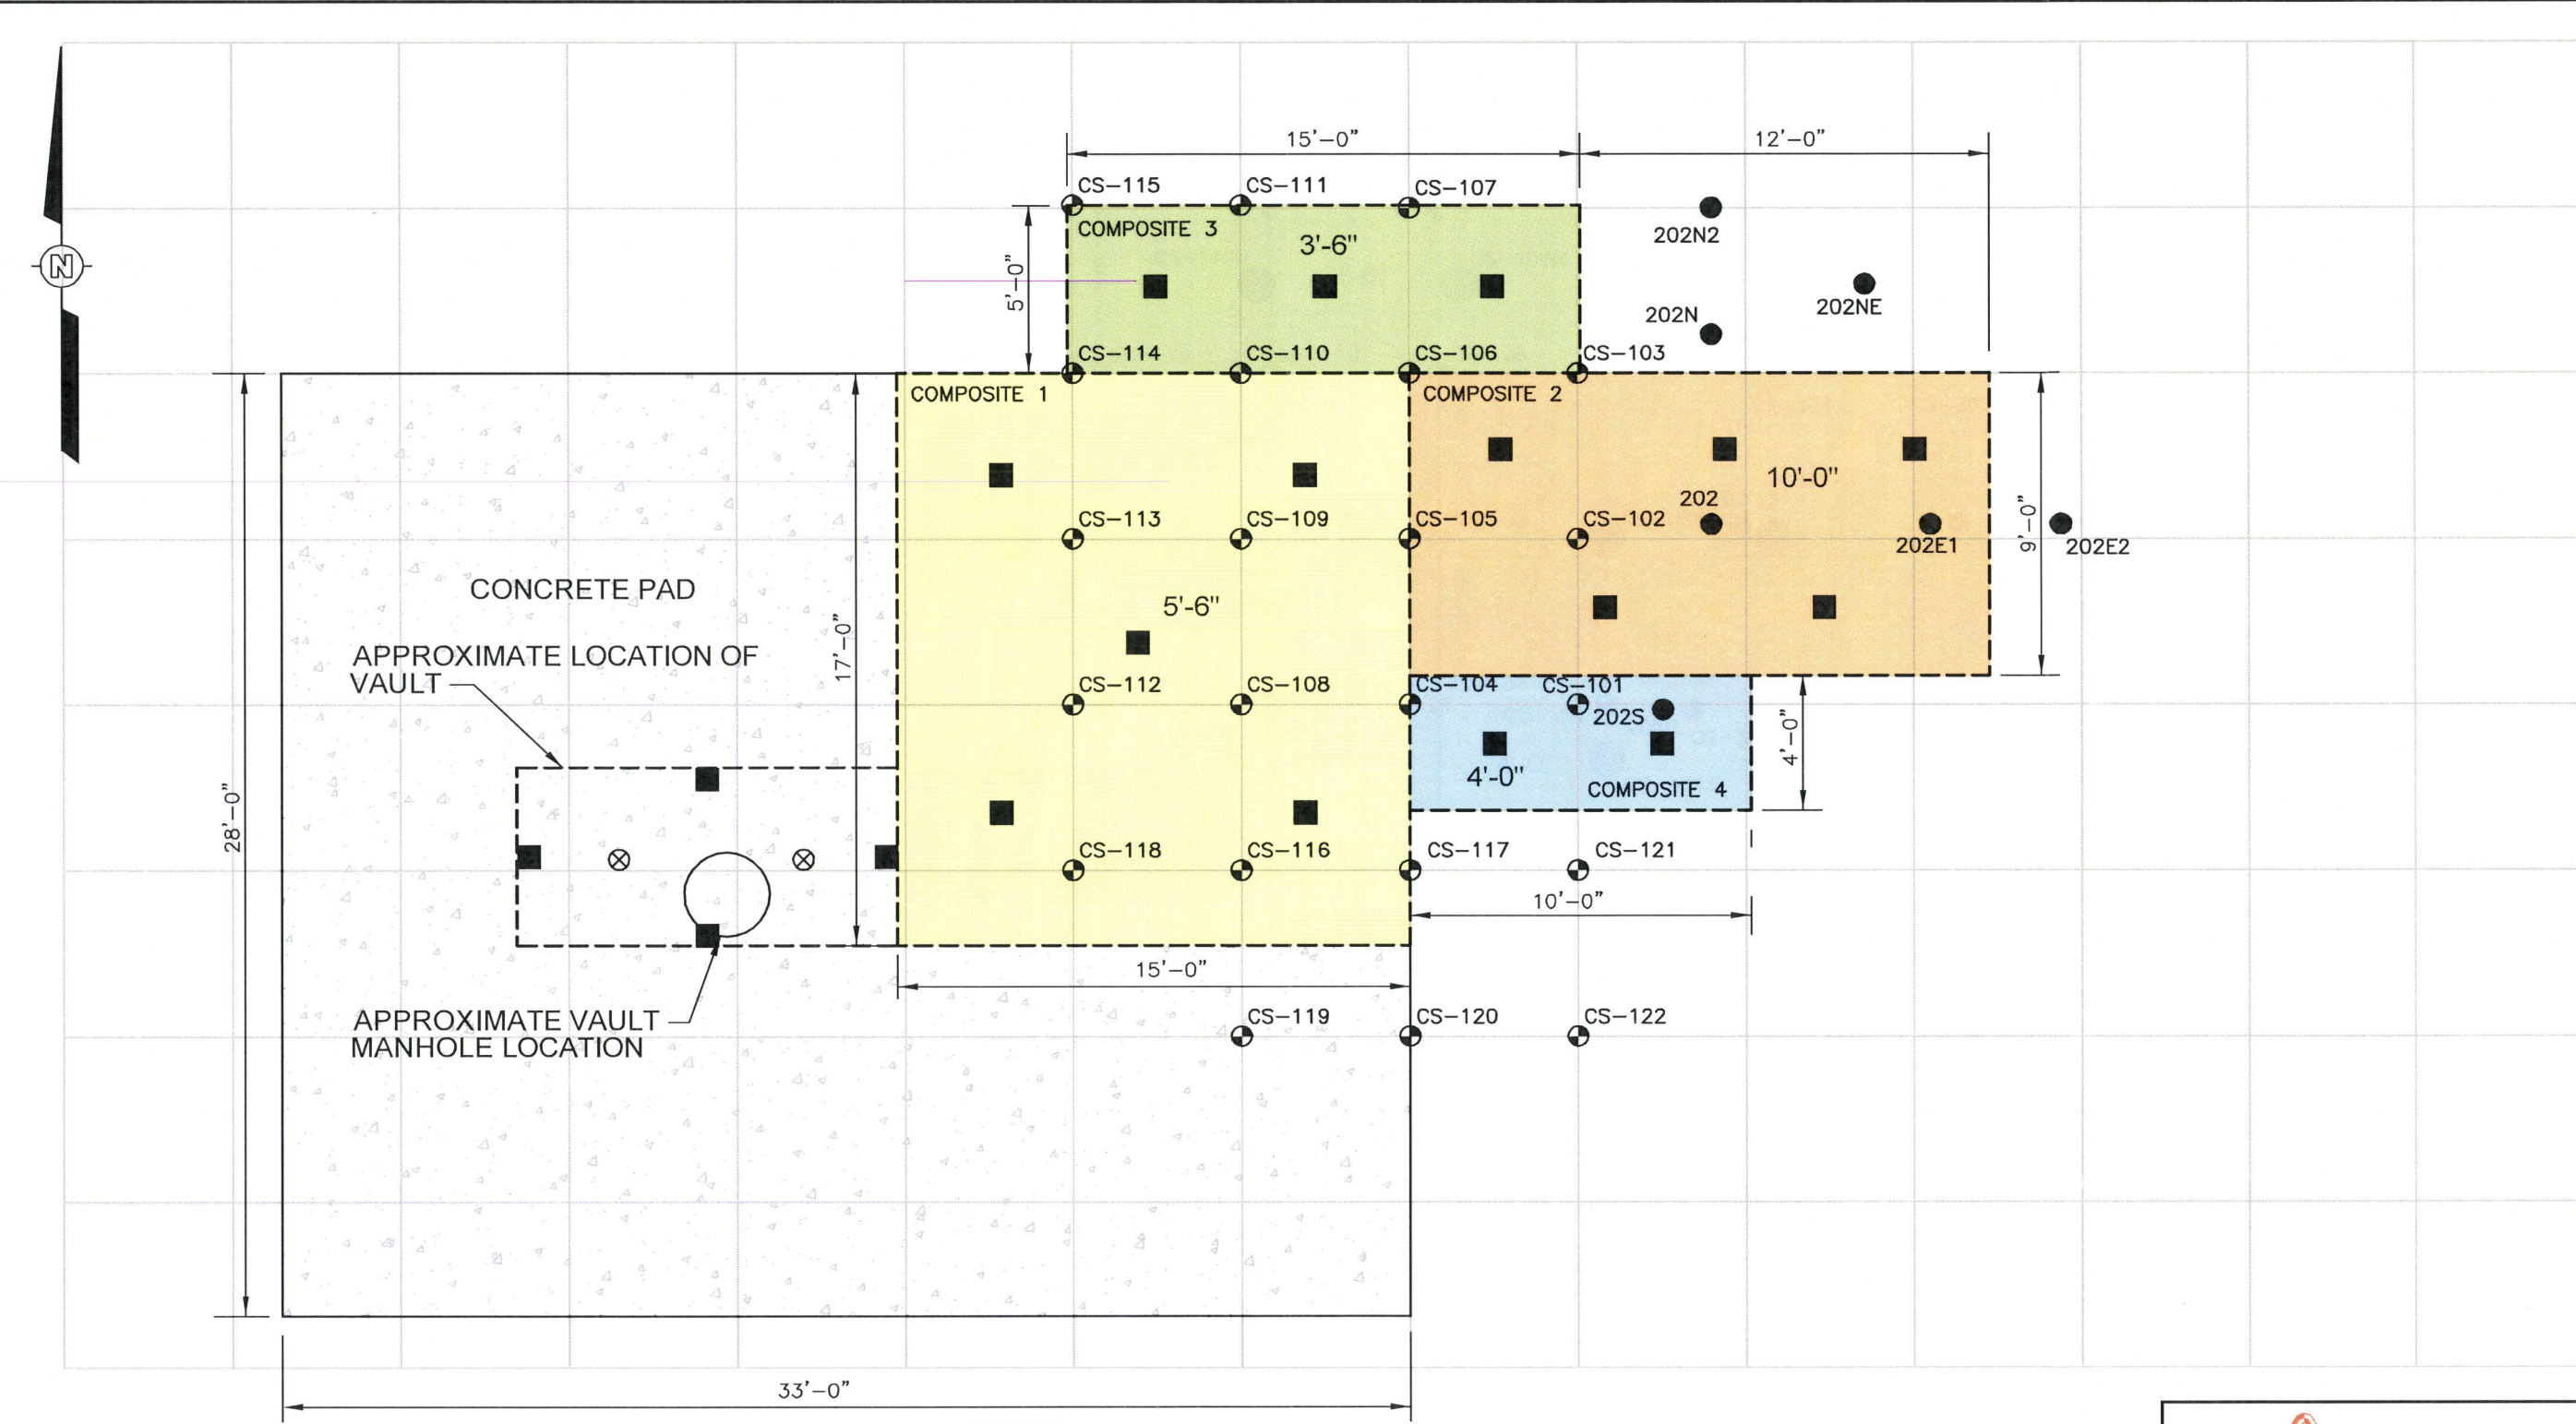 15'-0"
12'-0"
CS-115
CS-111
CS-107
COMPOSITE 3
3'-6"
202N2
N
5'-0"
202NE
202N
CS-114
CS-110
CS-106
CS-103
COMPOSITE 1
COMPOSITE 2
10'-0"
202
CS-113
CS-109
CS-105
CS-102
202E1
202E2
9'-0"
CONCRETE PAD
5'-6"
17'-0"
APPROXIMATE LOCATION OF
VAULT
CS-112
CS-108
CS-104
CS-101
202S
4'-0"
4'-0"
COMPOSITE 4
28'-0"
CS-118
CS-116
CS-117
CS-121
10'-0"
15'-0"
APPROXIMATE VAULT
MANHOLE LOCATION
CS-119
CS-120
CS-122
33'-0"